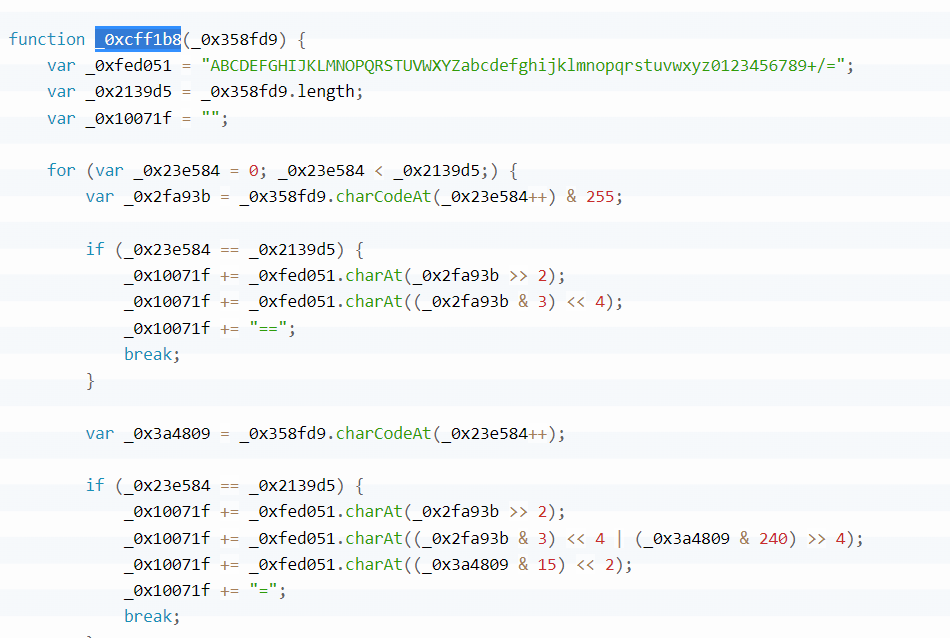 function _0xcff1b8(_0x358fd9) {
    var _0xfed051 = "ABCDEFGHIJKLMNOPQRSTUVWXYZabcdefghijklmnopqrstuvwxyz0123456789+/=";
    var _0x2139d5 = _0x358fd9.length;
    var _0x10071f = "";
    for (var _0x23e584 = 0; _0x23e584 < _0x2139d5;) {
        var _0x2fa93b = _0x358fd9.charCodeAt(_0x23e584++) & 255;
        if (_0x23e584 == _0x2139d5) {
            _0x10071f += _0xfed051.charAt(_0x2fa93b >> 2);
            _0x10071f += _0xfed051.charAt((_0x2fa93b & 3) << 4);
            _0x10071f += "==";
            break;
        }
        var _0x3a4809 = _0x358fd9.charCodeAt(_0x23e584++);
        if (_0x23e584 == _0x2139d5) {
            _0x10071f += _0xfed051.charAt(_0x2fa93b >> 2);
            _0x10071f += _0xfed051.charAt((_0x2fa93b & 3) << 4 | (_0x3a4809 & 240) >> 4);
            _0x10071f += _0xfed051.charAt((_0x3a4809 & 15) << 2);
            _0x10071f += "=";
            break;